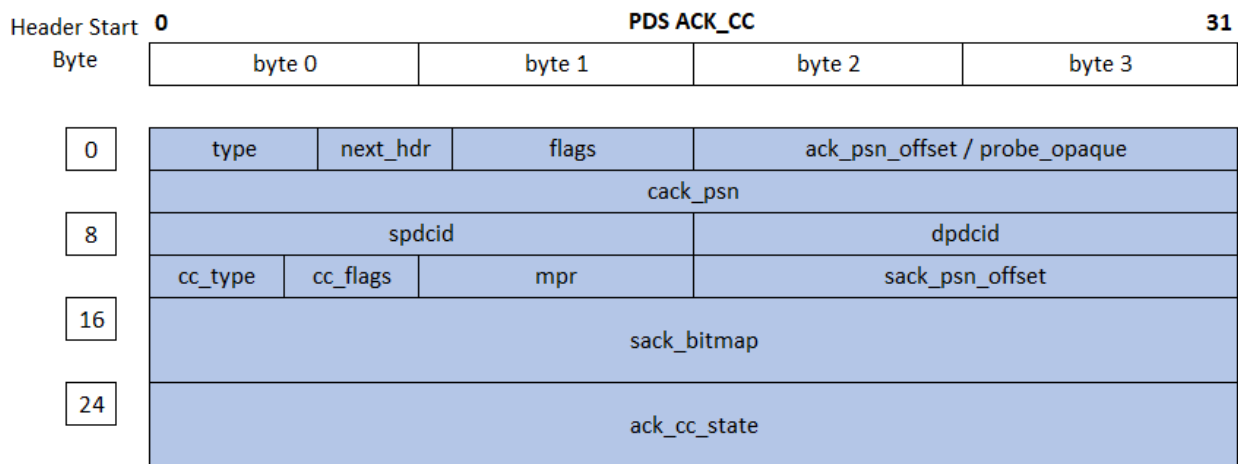 Header Start 0 PDS ACK_CC 31
Byte byte 0 byte 1 byte 2 byte 3
0 type next_hdr flags ack_psn_offset / probe_opaque
cack_psn
8 spdcid dpdcid
cc_type cc_flags mpr sack_psn_offset
16 sack_bitmap
24 ack_cc_state